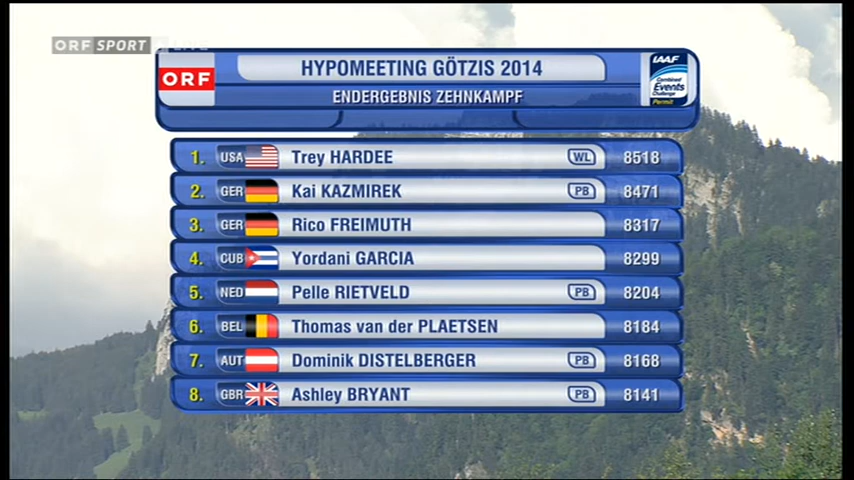 ORF SPORT
LIVE
ORF
HYPOMEETING GÖTZIS 2014
ENDERGEBNIS ZEHNKAMPF
IAAF
Combined
Events
Challenge
Permit
1. USA Trey HARDEE WL 8518
2. GER Kai KAZMIREK PB 8471
3. GER Rico FREIMUTH 8317
4. CUB Yordani GARCIA 8299
5. NED Pelle RIETVELD PB 8204
6. BEL Thomas van der PLAETSEN 8184
7. AUT Dominik DISTELBERGER PB 8168
8. GBR Ashley BRYANT PB 8141